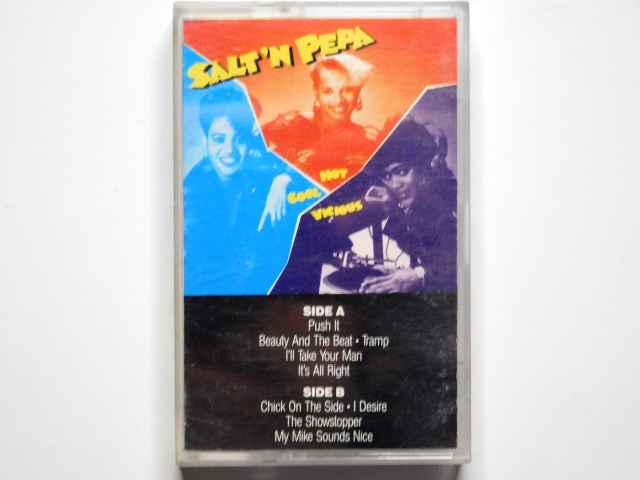 SALT'N PEPA
HOT
COOL
VICIOUS
SIDE A
Push It
Beauty And The Beat • Tramp
I'll Take Your Man
It's All Right
SIDE B
Chick On The Side • I Desire
The Showstopper
My Mike Sounds Nice